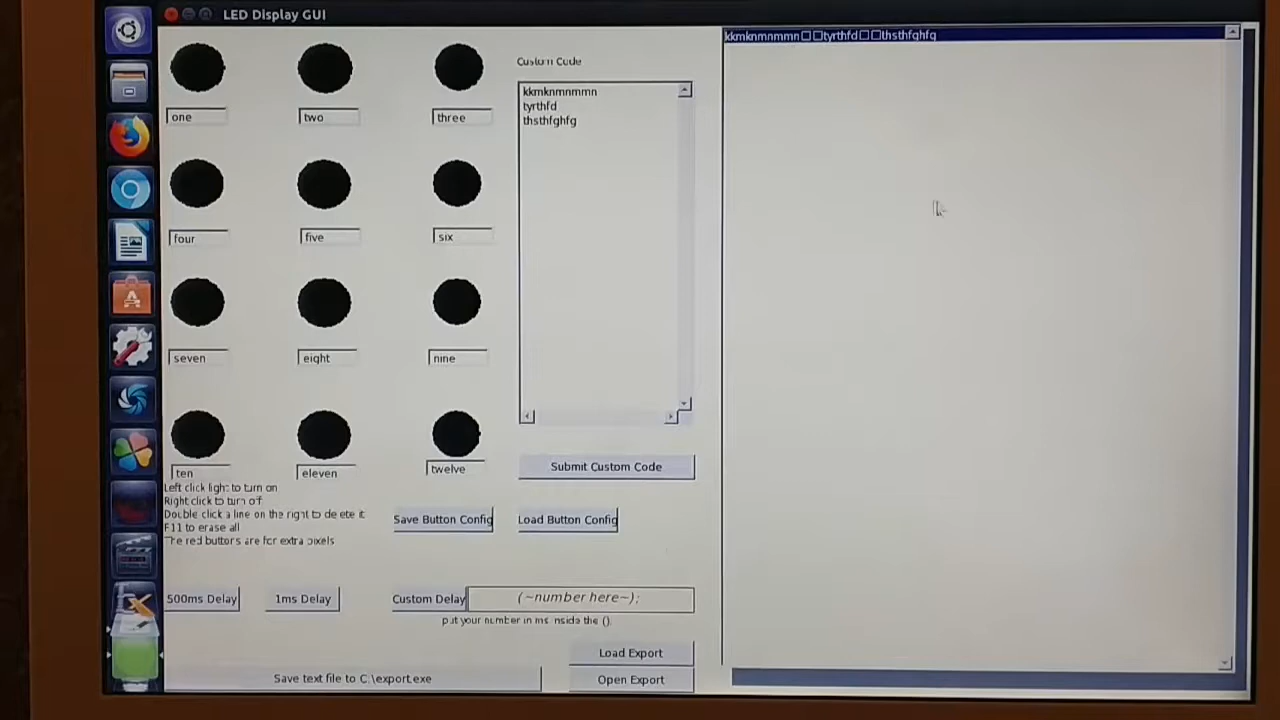 LED Display GUI
kkmknmnmmn□□tyrthfd□□thsthfghfg
Custom Code
kkmknmnmmn
tyrthfd
thsthfghfg
one
two
three
four
five
six
seven
eight
nine
ten
eleven
twelve
Submit Custom Code
Left click light to turn on
Right click to turn of
Double click a line on the right to delete it
F11 to erase all
The red buttons are for extra pixels
Save Button Config
Load Button Config
500ms Delay
1ms Delay
Custom Delay
(~number here~);
put your number in ms inside the ().
Load Export
Save text file to C:\export.exe
Open Export